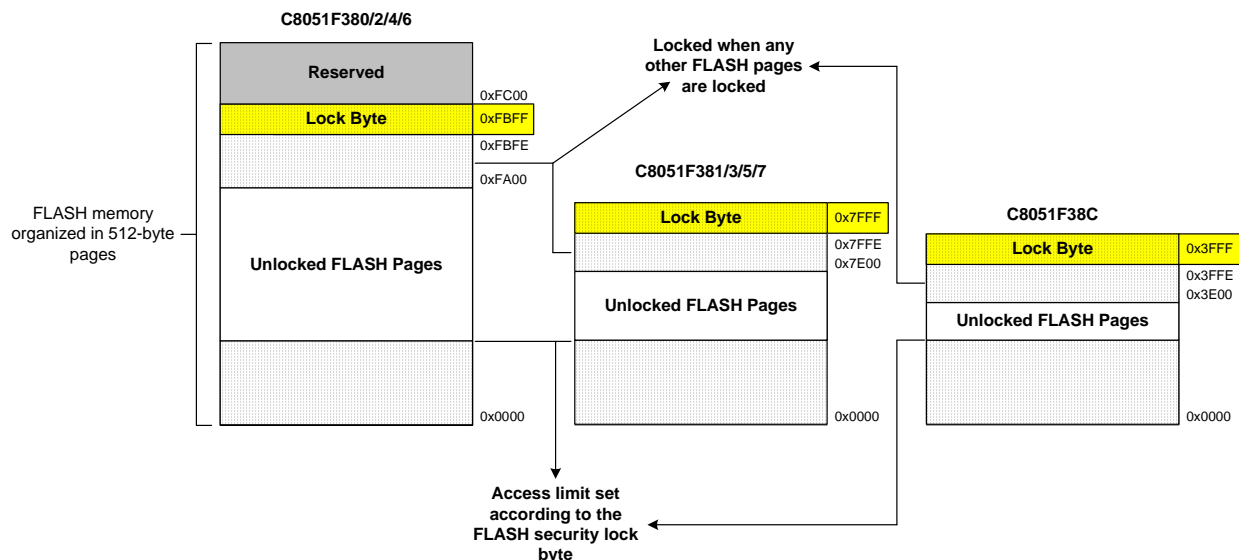 C8051F380/2/4/6
Reserved
0xFC00
Lock Byte
0xFBFF
0xFBFE
0xFA00
FLASH memory
organized in 512-byte
pages
Unlocked FLASH Pages
0x0000
Locked when any
other FLASH pages
are locked
C8051F381/3/5/7
Lock Byte
0x7FFF
0x7FFE
0x7E00
Unlocked FLASH Pages
0x0000
C8051F38C
Lock Byte
0x3FFF
0x3FFE
0x3E00
Unlocked FLASH Pages
0x0000
Access limit set
according to the
FLASH security lock
byte